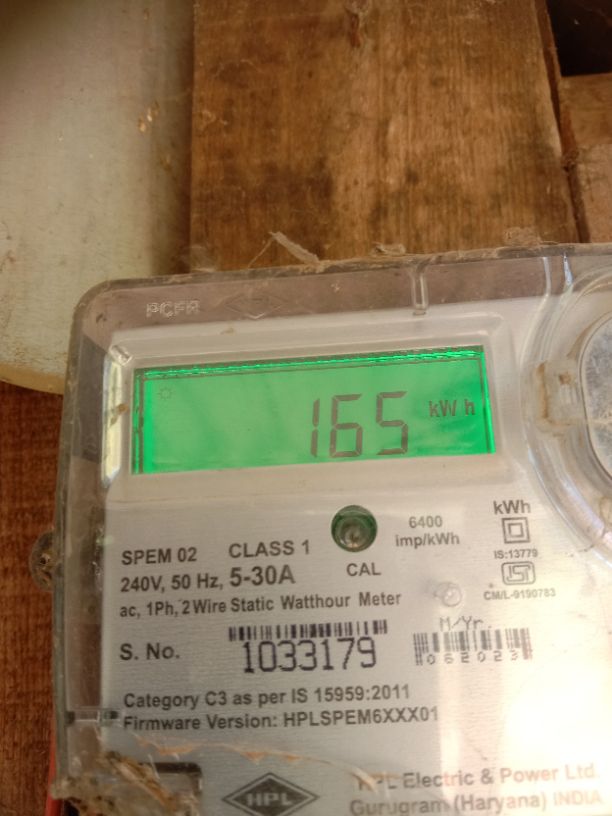 PCFR
165 kWh
6400
imp/kWh
kWh
SPEM 02 CLASS 1
CAL
IS:13779
240V, 50 Hz, 5-30A
ISI
CM/L-9190783
ac, 1Ph, 2 Wire Static Watthour Meter
M/Yr.
S. No. 1033179
062023
Category C3 as per IS 15959:2011
Firmware Version: HPLSPEM6XXX01
HPL
HPL Electric & Power Ltd.
Gurugram (Haryana) INDIA